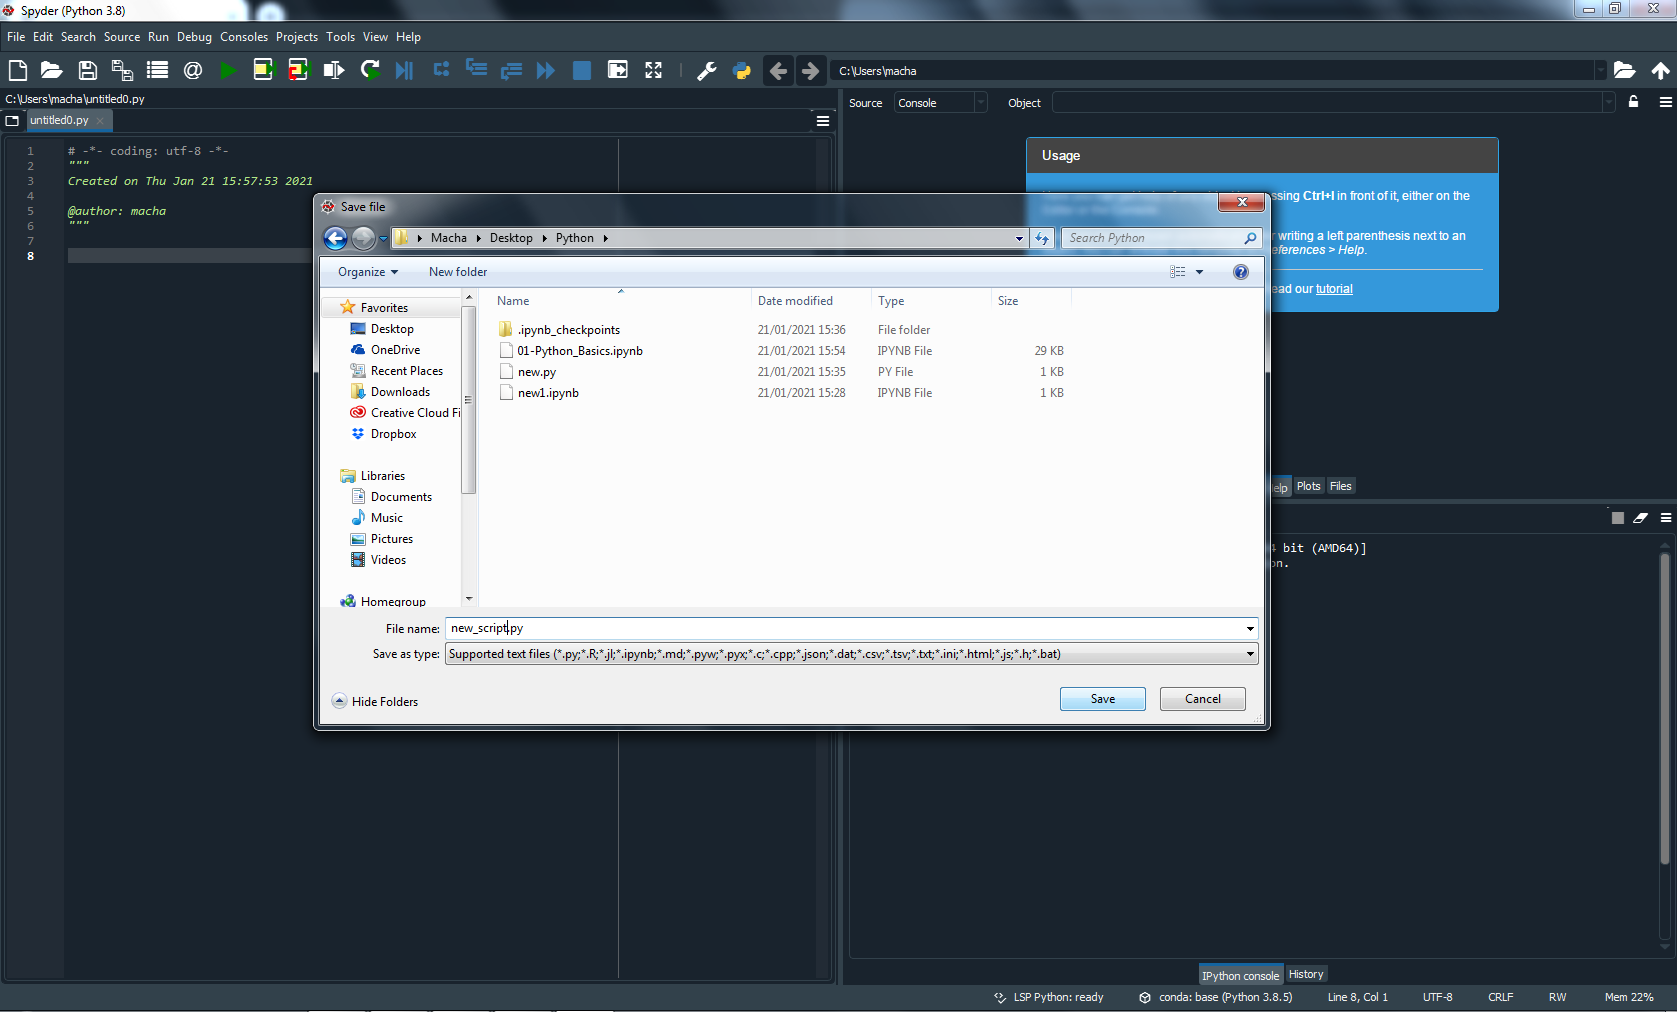 Spyder (Python 3.8)
File Edit Search Source Run Debug Consoles Projects Tools View Help
C:\Users\macha
C:\Users\macha\untitled0.py
untitled0.py
Source Console Object
1 # -*- coding: utf-8 -*-
2 """
3 Created on Thu Jan 21 15:57:53 2021
4
5 @author: macha
6 """
7
8
Usage
ssing Ctrl+I in front of it, either on the
r writing a left parenthesis next to an
eferences > Help.
ead our tutorial
Save file
Macha Desktop Python
Search Python
Organize New folder
Name Date modified Type Size
.ipynb_checkpoints 21/01/2021 15:36 File folder
01-Python_Basics.ipynb 21/01/2021 15:54 IPYNB File 29 KB
new.py 21/01/2021 15:35 PY File 1 KB
new1.ipynb 21/01/2021 15:28 IPYNB File 1 KB
Favorites
Desktop
OneDrive
Recent Places
Downloads
Creative Cloud Fi
Dropbox
Libraries
Documents
Music
Pictures
Videos
Homegroup
File name: new_script.py
Save as type: Supported text files (*.py;*.R;*.jl;*.ipynb;*.md;*.pyw;*.pyx;*.c;*.cpp;*.json;*.dat;*.csv;*.tsv;*.txt;*.ini;*.html;*.js;*.h;*.bat)
Hide Folders
Save Cancel
elp Plots Files
bit (AMD64)]
on.
IPython console History
LSP Python: ready conda: base (Python 3.8.5) Line 8, Col 1 UTF-8 CRLF RW Mem 22%